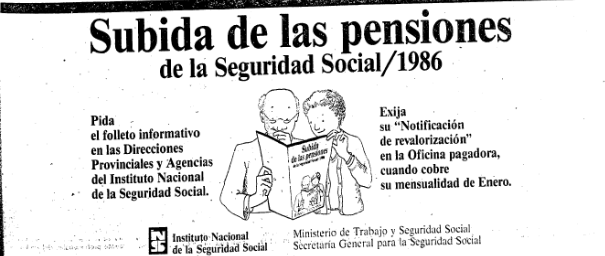 Subida de las pensiones
de la Seguridad Social/1986
Pida
el folleto informativo
en las Direcciones
Provinciales y Agencias
del Instituto Nacional
de la Seguridad Social.
Subida
de las pensiones
Exija
su “Notificación
de revalorización”
en la Oficina pagadora,
cuando cobre
su mensualidad de Enero.
Instituto Nacional
de la Seguridad Social
Ministerio de Trabajo y Seguridad Social
Secretaría General para la Seguridad Social